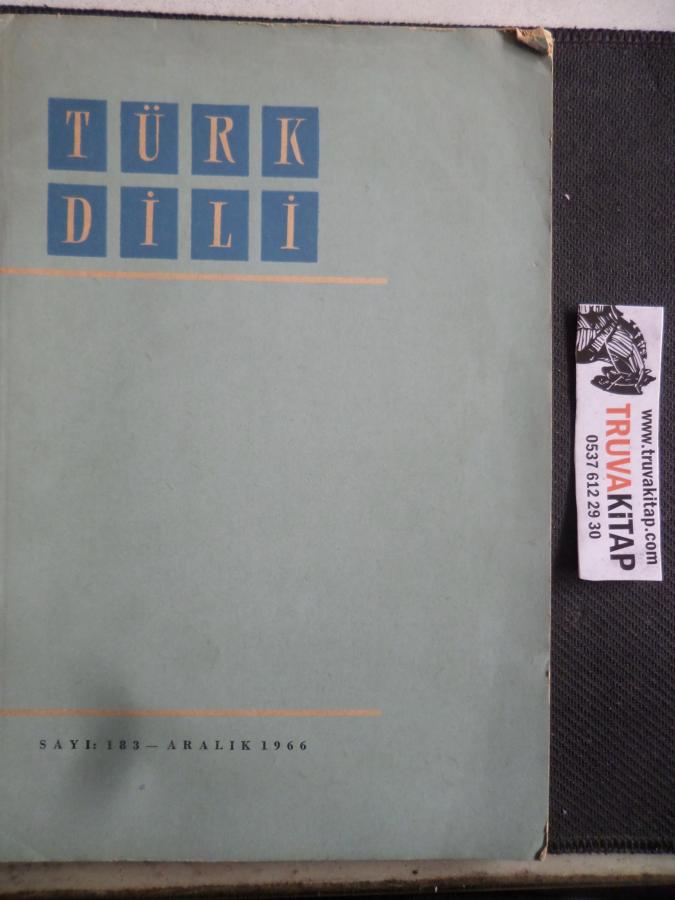 TÜRK
DİLİ
SAYI: 183 — ARALIK 1966
www.truvakitap.com
TRUVAKİTAP
0537 612 29 30